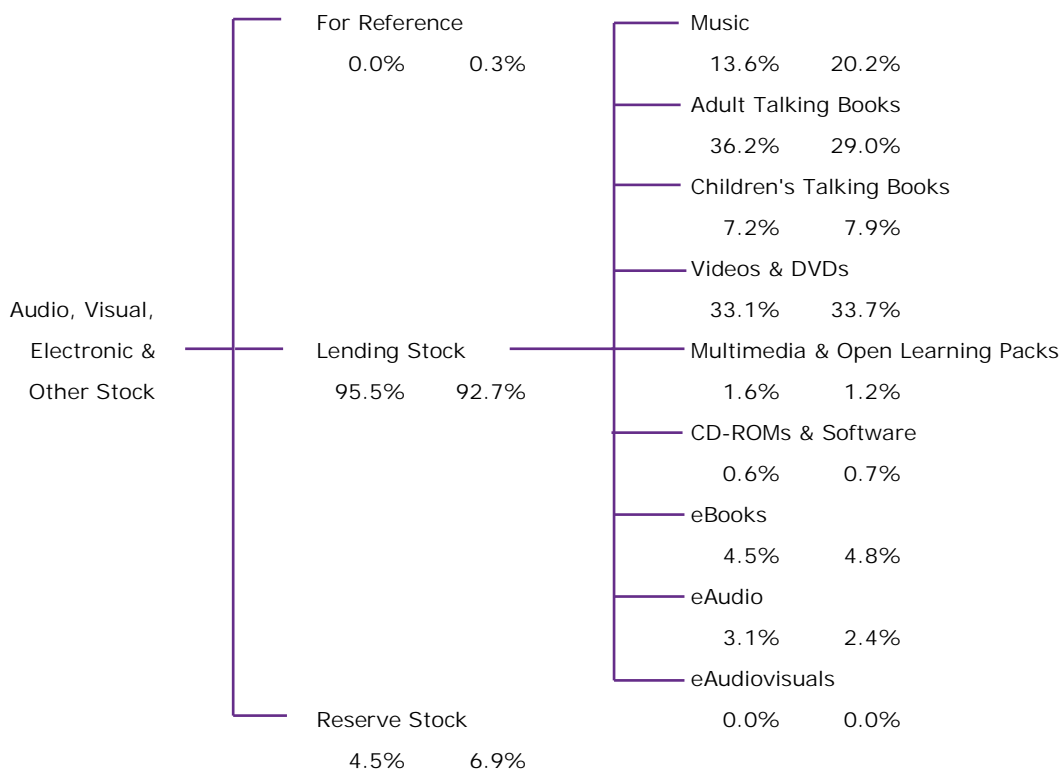 For Reference
0.0% 0.3%
Audio, Visual,
Electronic &
Other Stock
Lending Stock
95.5% 92.7%
Reserve Stock
4.5% 6.9%
Music
13.6% 20.2%
Adult Talking Books
36.2% 29.0%
Children's Talking Books
7.2% 7.9%
Videos & DVDs
33.1% 33.7%
Multimedia & Open Learning Packs
1.6% 1.2%
CD-ROMs & Software
0.6% 0.7%
eBooks
4.5% 4.8%
eAudio
3.1% 2.4%
eAudiovisuals
0.0% 0.0%